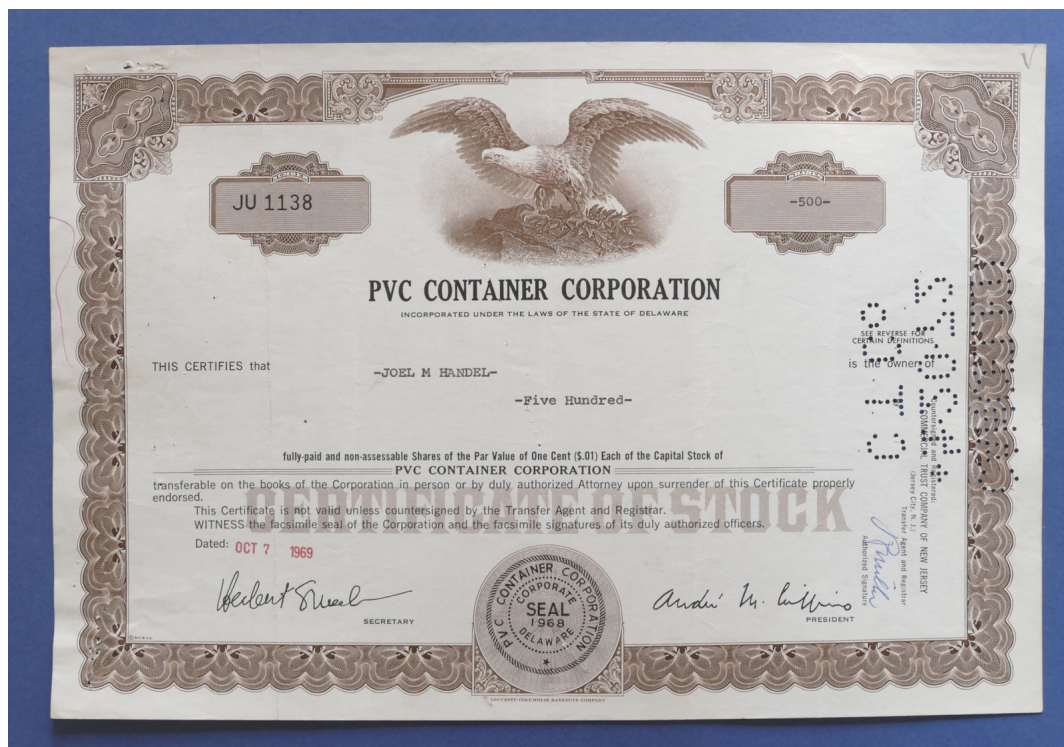 NUMBER
JU 1138
SHARES
-500-
PVC CONTAINER CORPORATION
INCORPORATED UNDER THE LAWS OF THE STATE OF DELAWARE
SEE REVERSE FOR
CERTAIN DEFINITIONS
THIS CERTIFIES that
-JOEL M HANDEL-
is the owner of
-Five Hundred-
fully-paid and non-assessable Shares of the Par Value of One Cent ($.01) Each of the Capital Stock of
PVC CONTAINER CORPORATION
transferable on the books of the Corporation in person or by duly authorized Attorney upon surrender of this Certificate properly
endorsed.
CERTIFICATE OF STOCK
This Certificate is not valid unless countersigned by the Transfer Agent and Registrar.
WITNESS the facsimile seal of the Corporation and the facsimile signatures of its duly authorized officers.
Dated: OCT 7 1969
SECRETARY
PVC CONTAINER CORPORATION
CORPORATE
SEAL
1968
DELAWARE
PRESIDENT
Countersigned and Registered.
COMMERCIAL TRUST COMPANY OF NEW JERSEY
(Jersey City, N. J.)
Transfer Agent and Registrar
Authorized Signature
SECURITY-COLUMBIAN BANKNOTE COMPANY